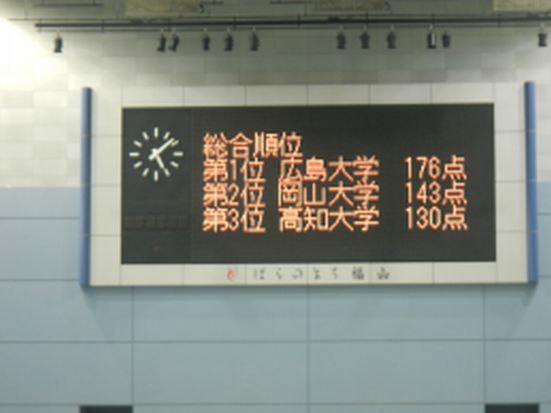 総合順位
第1位 広島大学 176点
第2位 岡山大学 143点
第3位 高知大学 130点
ばらのまち福山